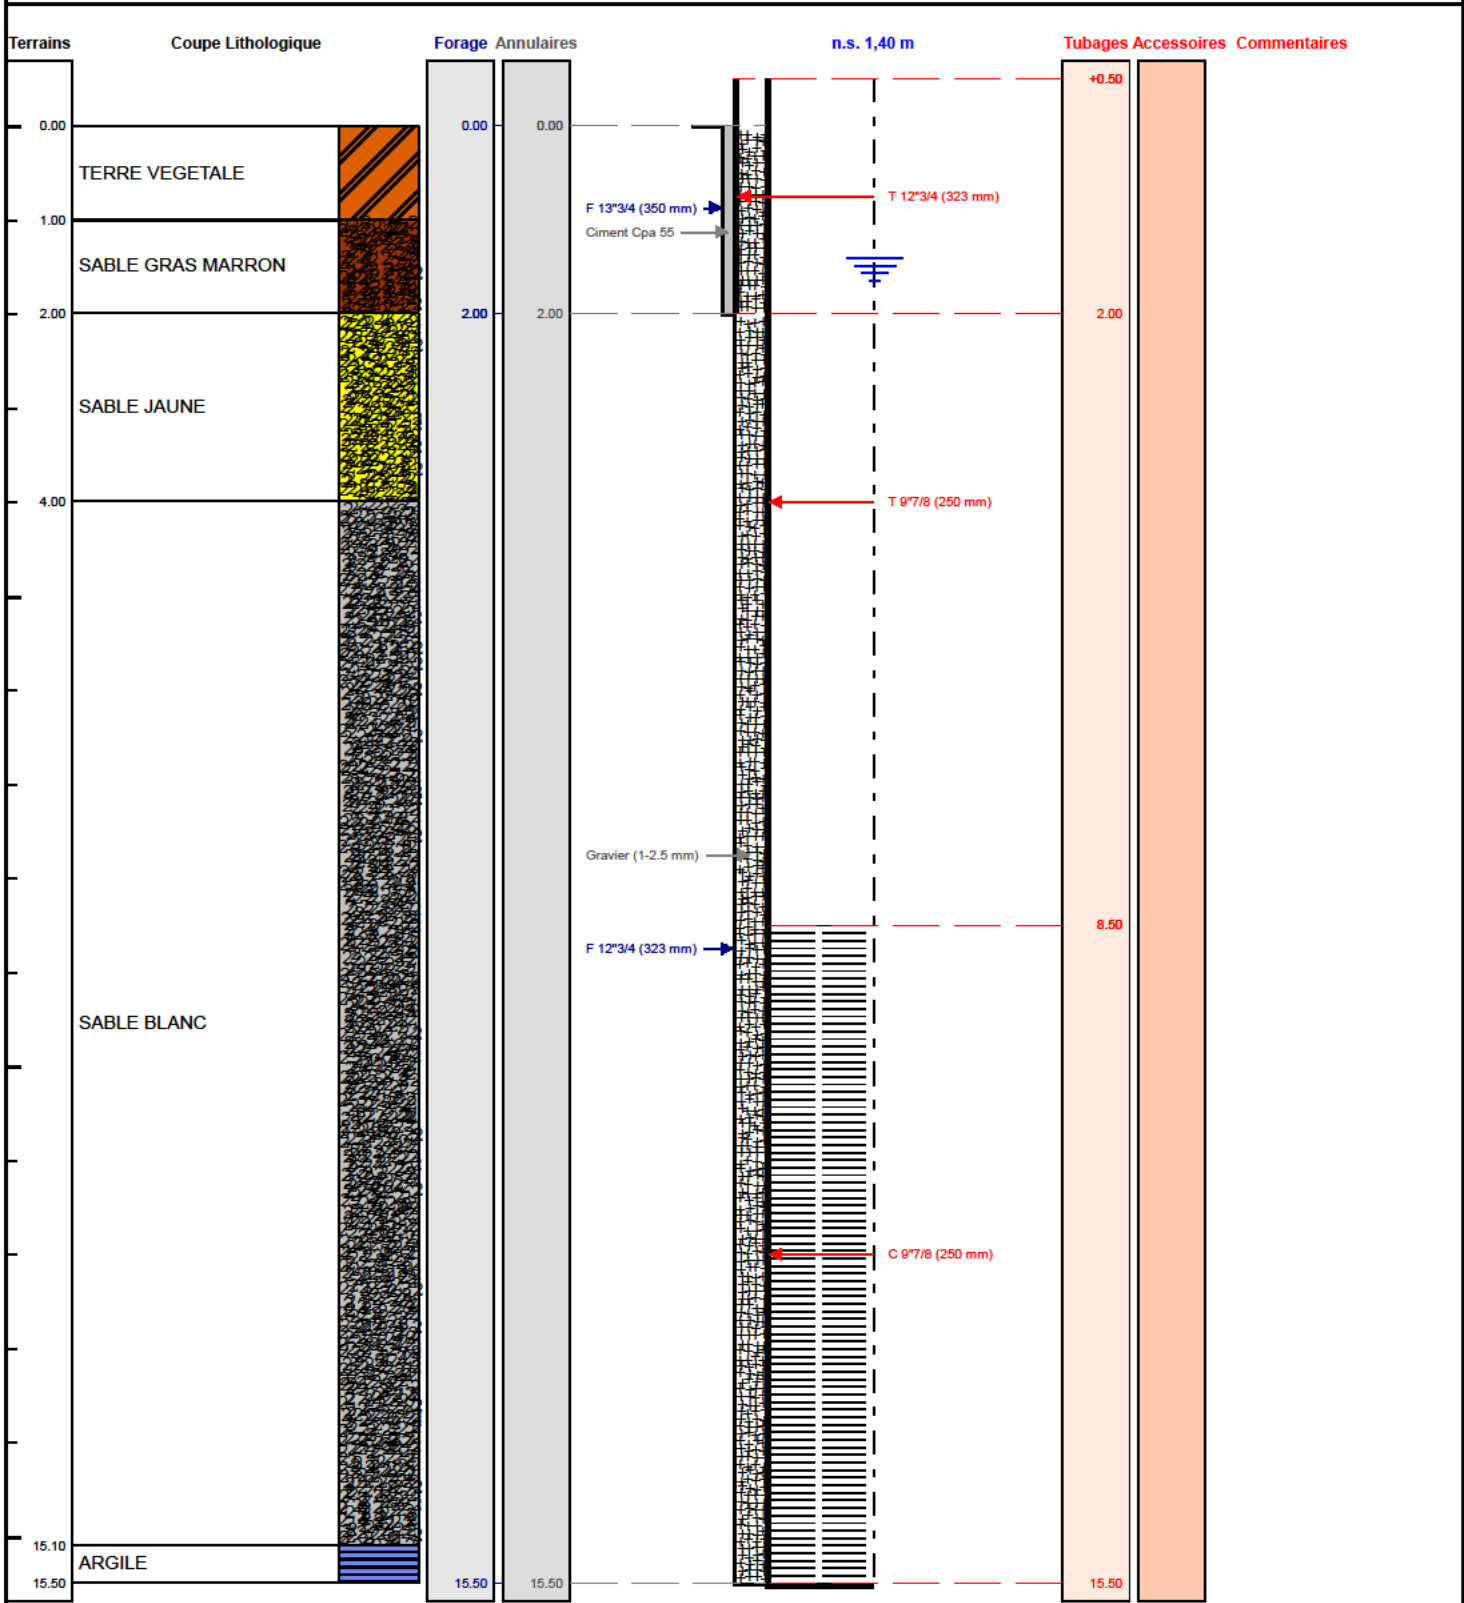 Terrains Coupe Lithologique Forage Annulaires n.s. 1,40 m Tubages Accessoires Commentaires
+0.50
0.00 0.00 0.00
TERRE VEGETALE
T 12"3/4 (323 mm)
F 13"3/4 (350 mm)
1.00
Ciment Cpa 55
SABLE GRAS MARRON
2.00 2.00 2.00 2.00
SABLE JAUNE
4.00 T 9"7/8 (250 mm)
Gravier (1-2.5 mm)
8.50
F 12"3/4 (323 mm)
SABLE BLANC
C 9"7/8 (250 mm)
15.10
ARGILE
15.50 15.50 15.50 15.50